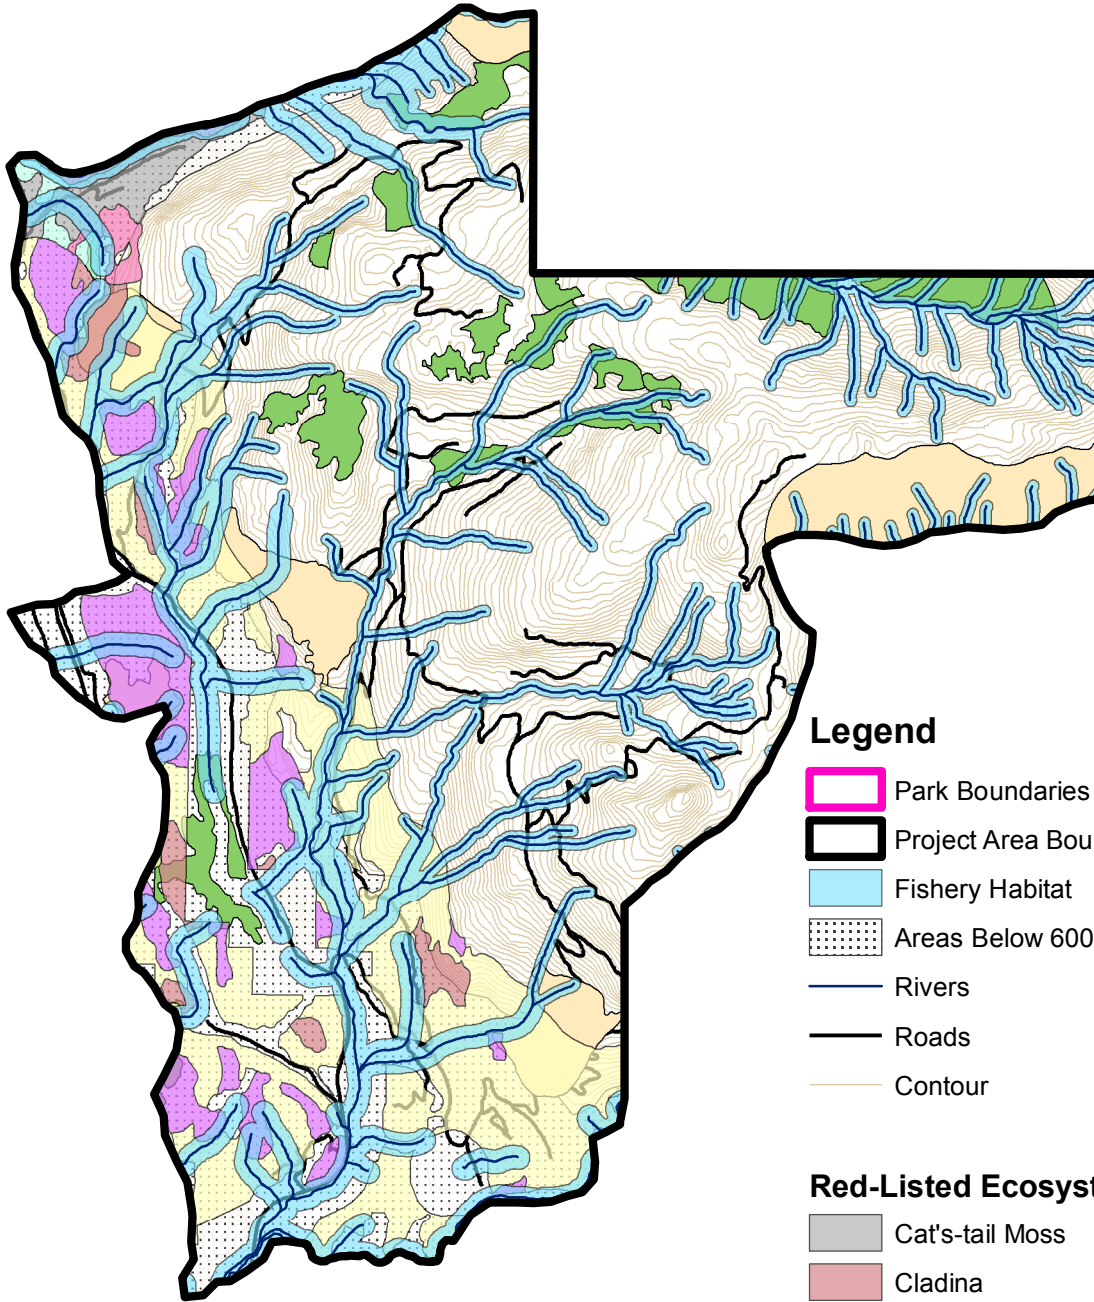 Legend
Park Boundaries
Project Area Bou
Fishery Habitat
Areas Below 600
Rivers
Roads
Contour
Red-Listed Ecosyst
Cat's-tail Moss
Cladina